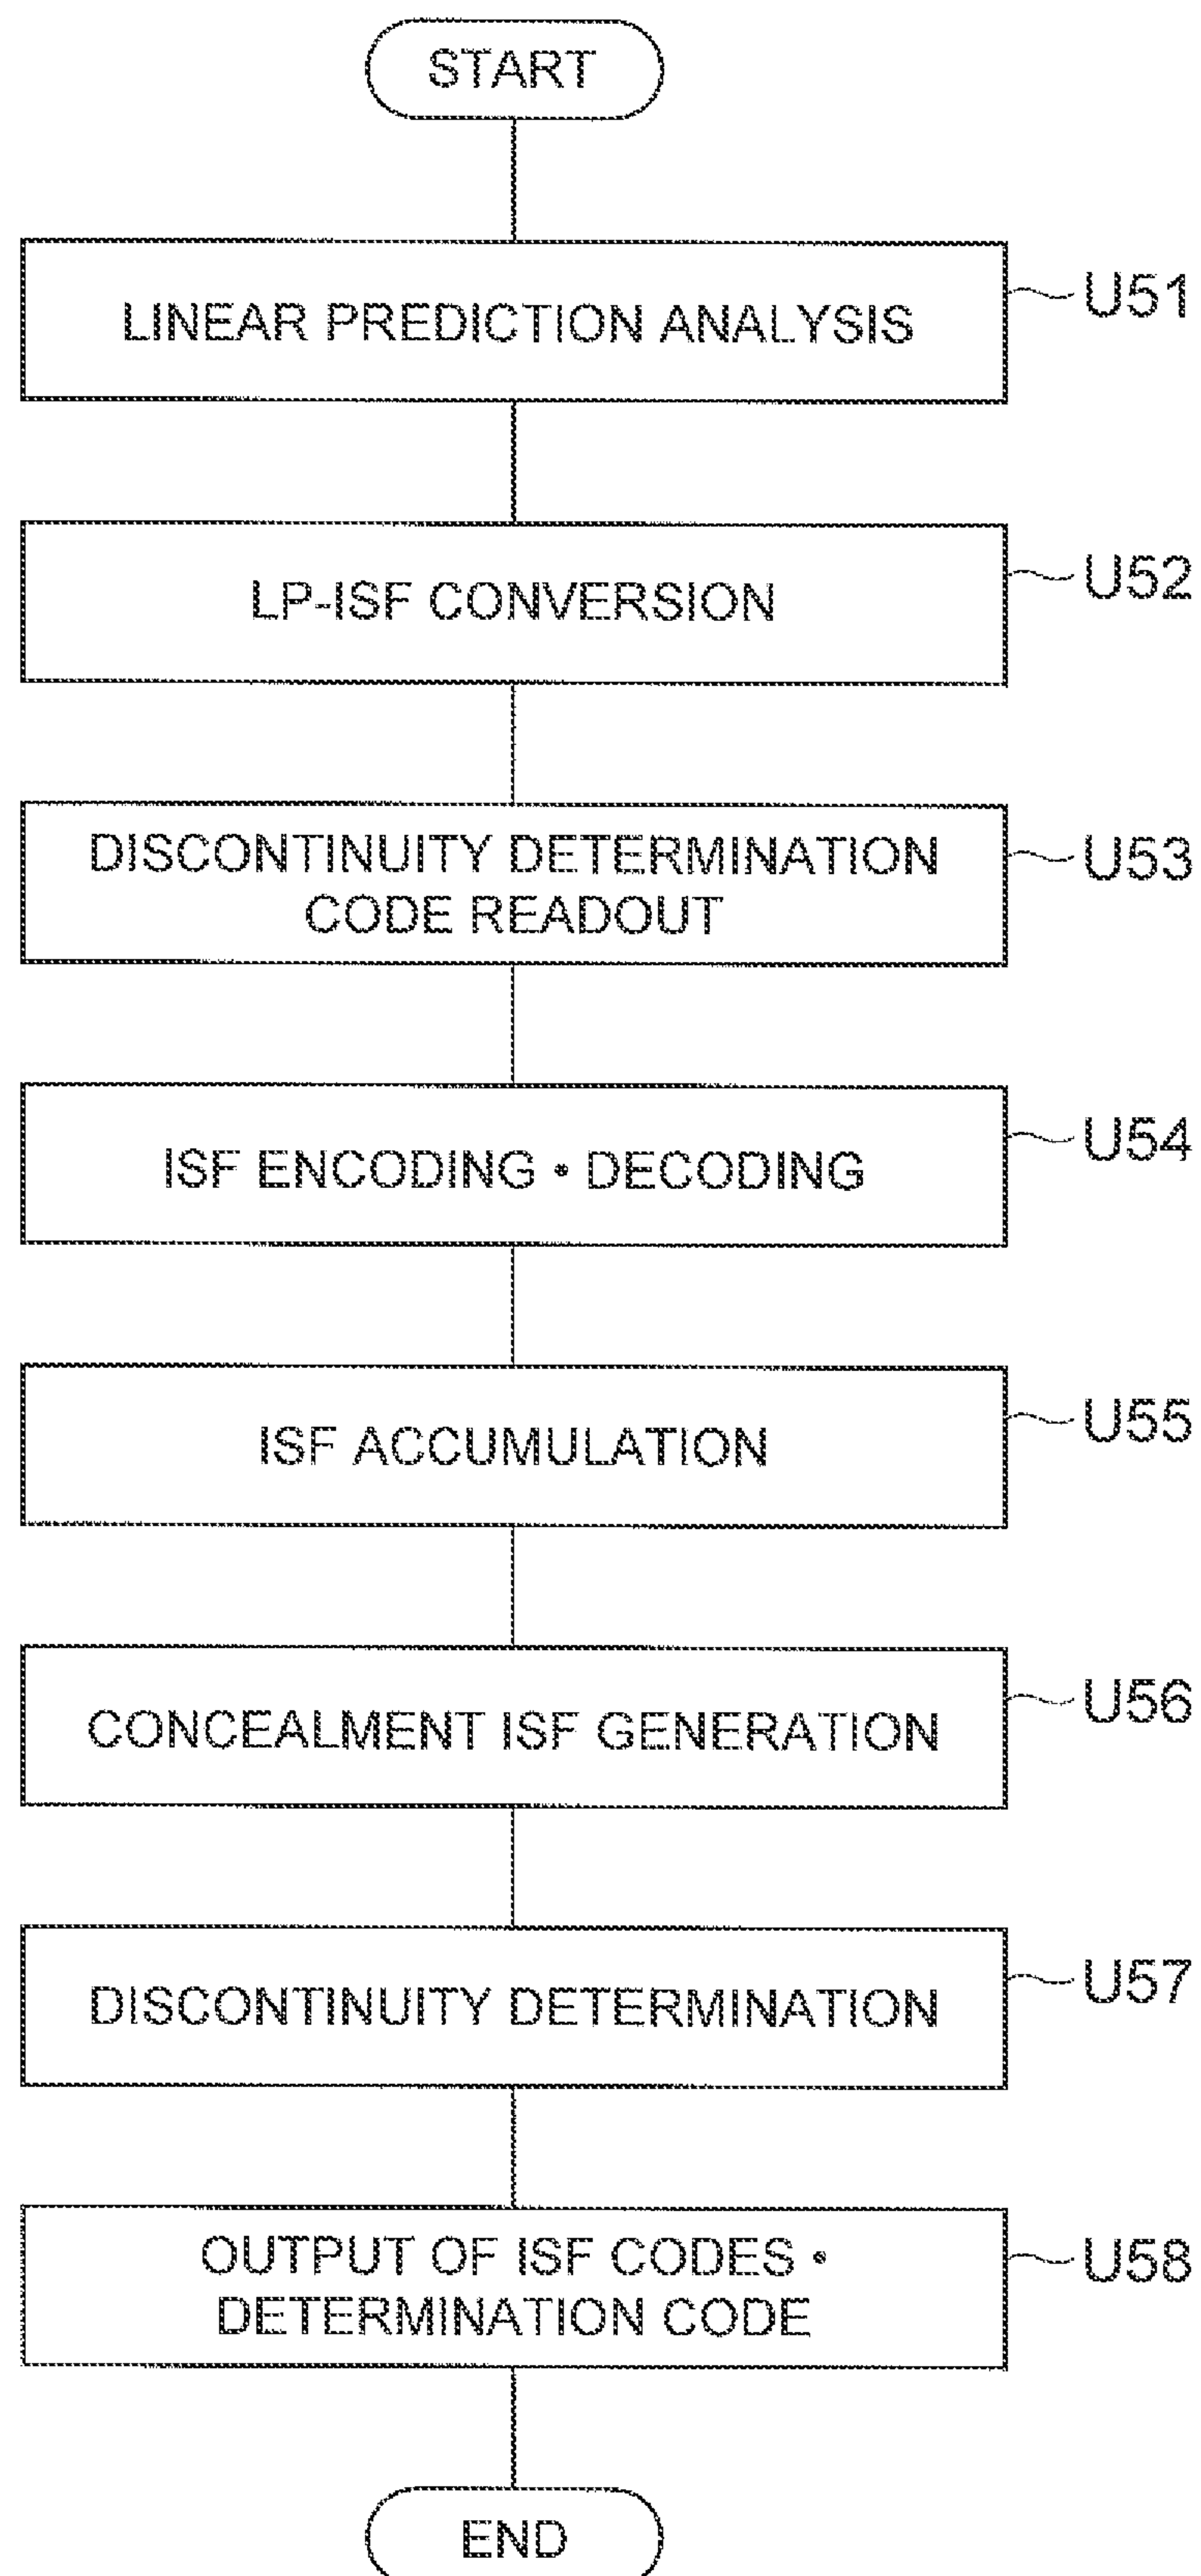 START
LINEAR PREDICTION ANALYSIS
U51
LP-ISF CONVERSION
U52
DISCONTINUITY DETERMINATION
CODE READOUT
U53
ISF ENCODING • DECODING
U54
ISF ACCUMULATION
U55
CONCEALMENT ISF GENERATION
U56
DISCONTINUITY DETERMINATION
U57
OUTPUT OF ISF CODES •
DETERMINATION CODE
U58
END